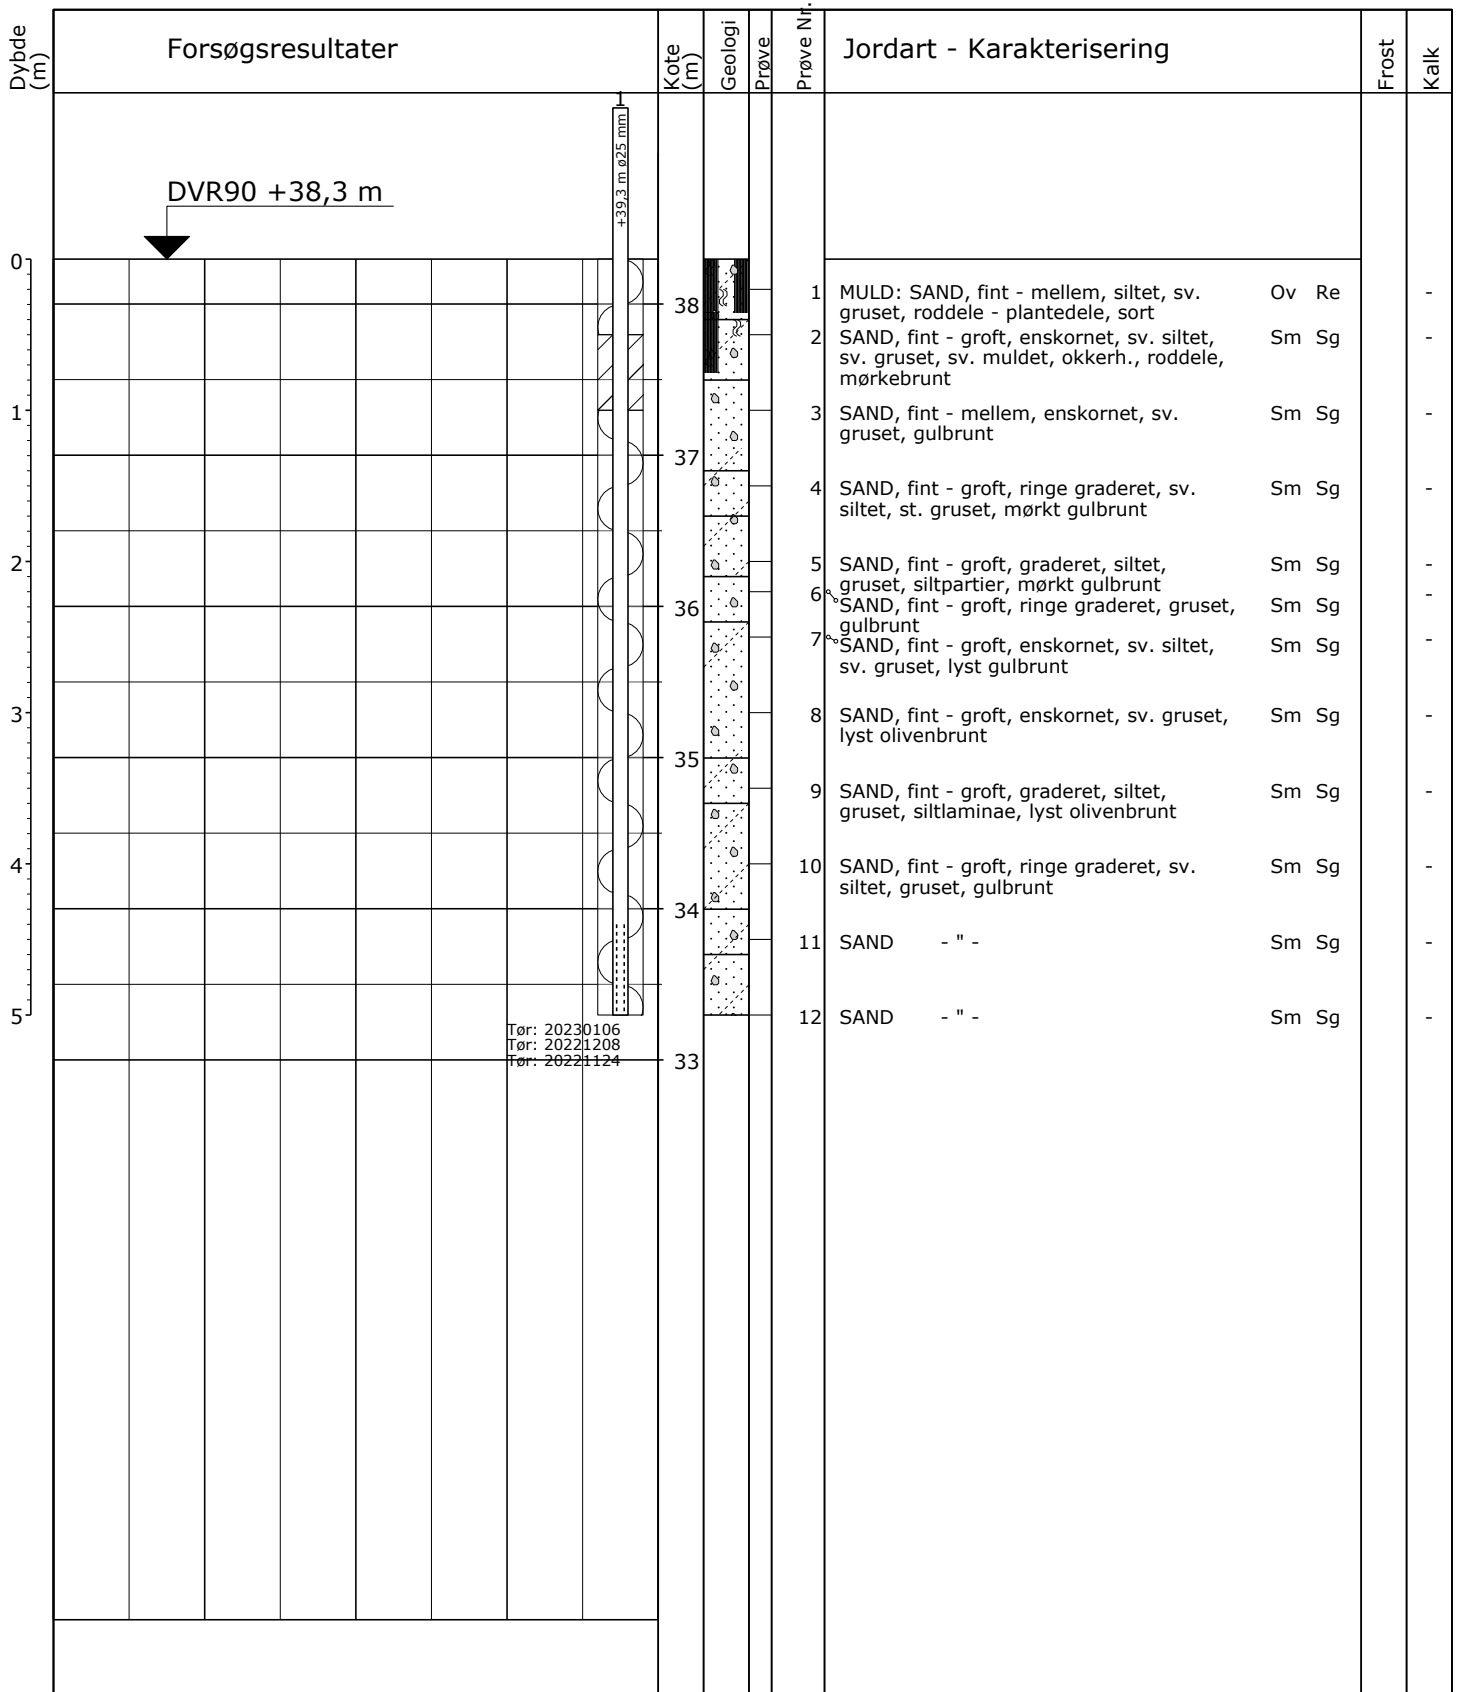 Dybde
(m)
Forsøgsresultater
Kote
(m)
Geologi
Prøve
Prøve Nr.
Jordart - Karakterisering
Frost
Kalk
1
+39,3 m ø25 mm
DVR90 +38,3 m
0
38
1 MULD: SAND, fint - mellem, siltet, sv. Ov Re -
gruset, roddele - plantedele, sort
2 SAND, fint - groft, enskornet, sv. siltet, Sm Sg -
sv. gruset, sv. muldet, okkerh., roddele,
mørkebrunt
1
3 SAND, fint - mellem, enskornet, sv. Sm Sg -
gruset, gulbrunt
37
4 SAND, fint - groft, ringe graderet, sv. Sm Sg -
siltet, st. gruset, mørkt gulbrunt
2
5 SAND, fint - groft, graderet, siltet, Sm Sg -
gruset, siltpartier, mørkt gulbrunt
36
6 SAND, fint - groft, ringe graderet, gruset, Sm Sg -
gulbrunt
7 SAND, fint - groft, enskornet, sv. siltet, Sm Sg -
sv. gruset, lyst gulbrunt
3
8 SAND, fint - groft, enskornet, sv. gruset, Sm Sg -
lyst olivenbrunt
35
9 SAND, fint - groft, graderet, siltet, Sm Sg -
gruset, siltlaminae, lyst olivenbrunt
4
10 SAND, fint - groft, ringe graderet, sv. Sm Sg -
siltet, gruset, gulbrunt
34
11 SAND - " - Sm Sg -
5
12 SAND - " - Sm Sg -
Tør: 20230106
Tør: 20221208
Tør: 20221124
33